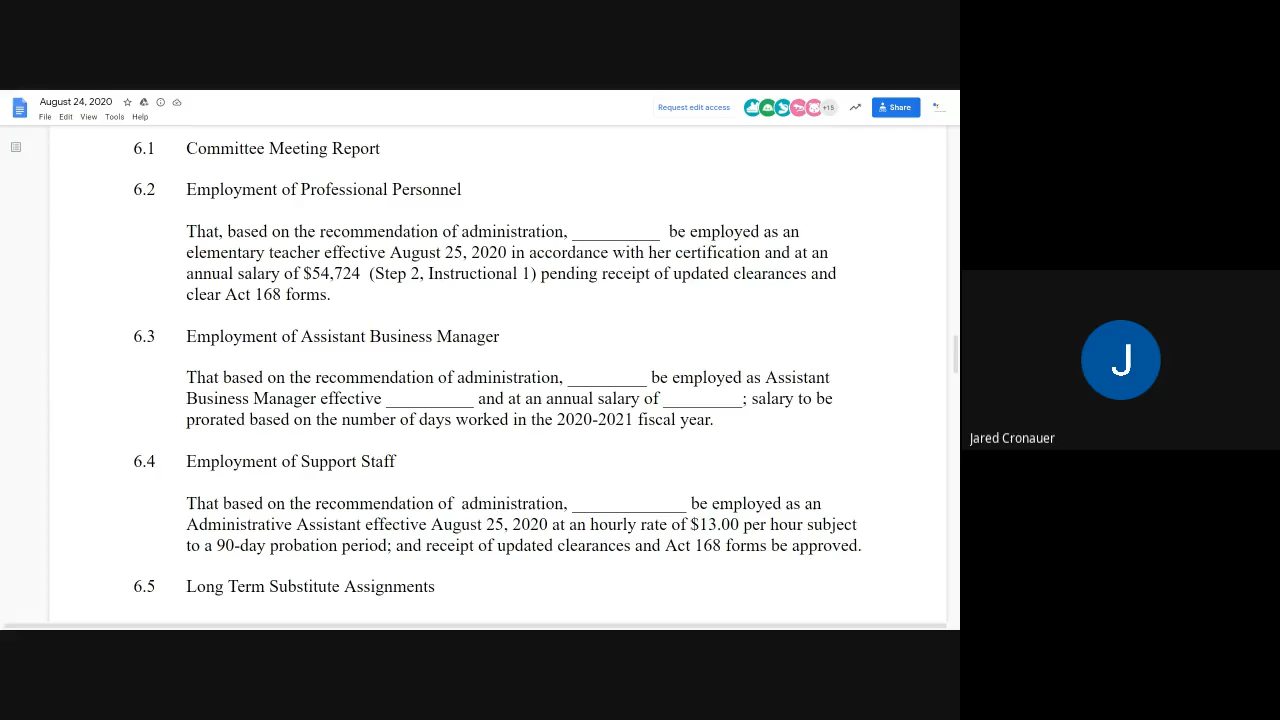 August 24, 2020
File Edit View Tools Help
Request edit access
+15
Share
6.1 Committee Meeting Report
6.2 Employment of Professional Personnel
That, based on the recommendation of administration, __________ be employed as an
elementary teacher effective August 25, 2020 in accordance with her certification and at an
annual salary of $54,724 (Step 2, Instructional 1) pending receipt of updated clearances and
clear Act 168 forms.
6.3 Employment of Assistant Business Manager
That based on the recommendation of administration, _________ be employed as Assistant
Business Manager effective __________ and at an annual salary of _________; salary to be
prorated based on the number of days worked in the 2020-2021 fiscal year.
6.4 Employment of Support Staff
That based on the recommendation of administration, _____________ be employed as an
Administrative Assistant effective August 25, 2020 at an hourly rate of $13.00 per hour subject
to a 90-day probation period; and receipt of updated clearances and Act 168 forms be approved.
6.5 Long Term Substitute Assignments
J
Jared Cronauer